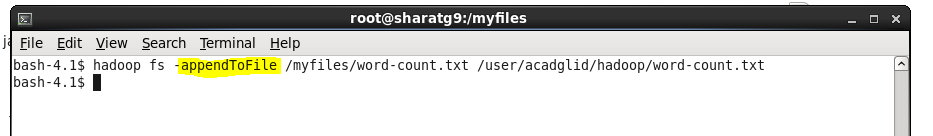 root@sharatg9:/myfiles
File Edit View Search Terminal Help
bash-4.1$ hadoop fs -appendToFile /myfiles/word-count.txt /user/acadglid/hadoop/word-count.txt
bash-4.1$